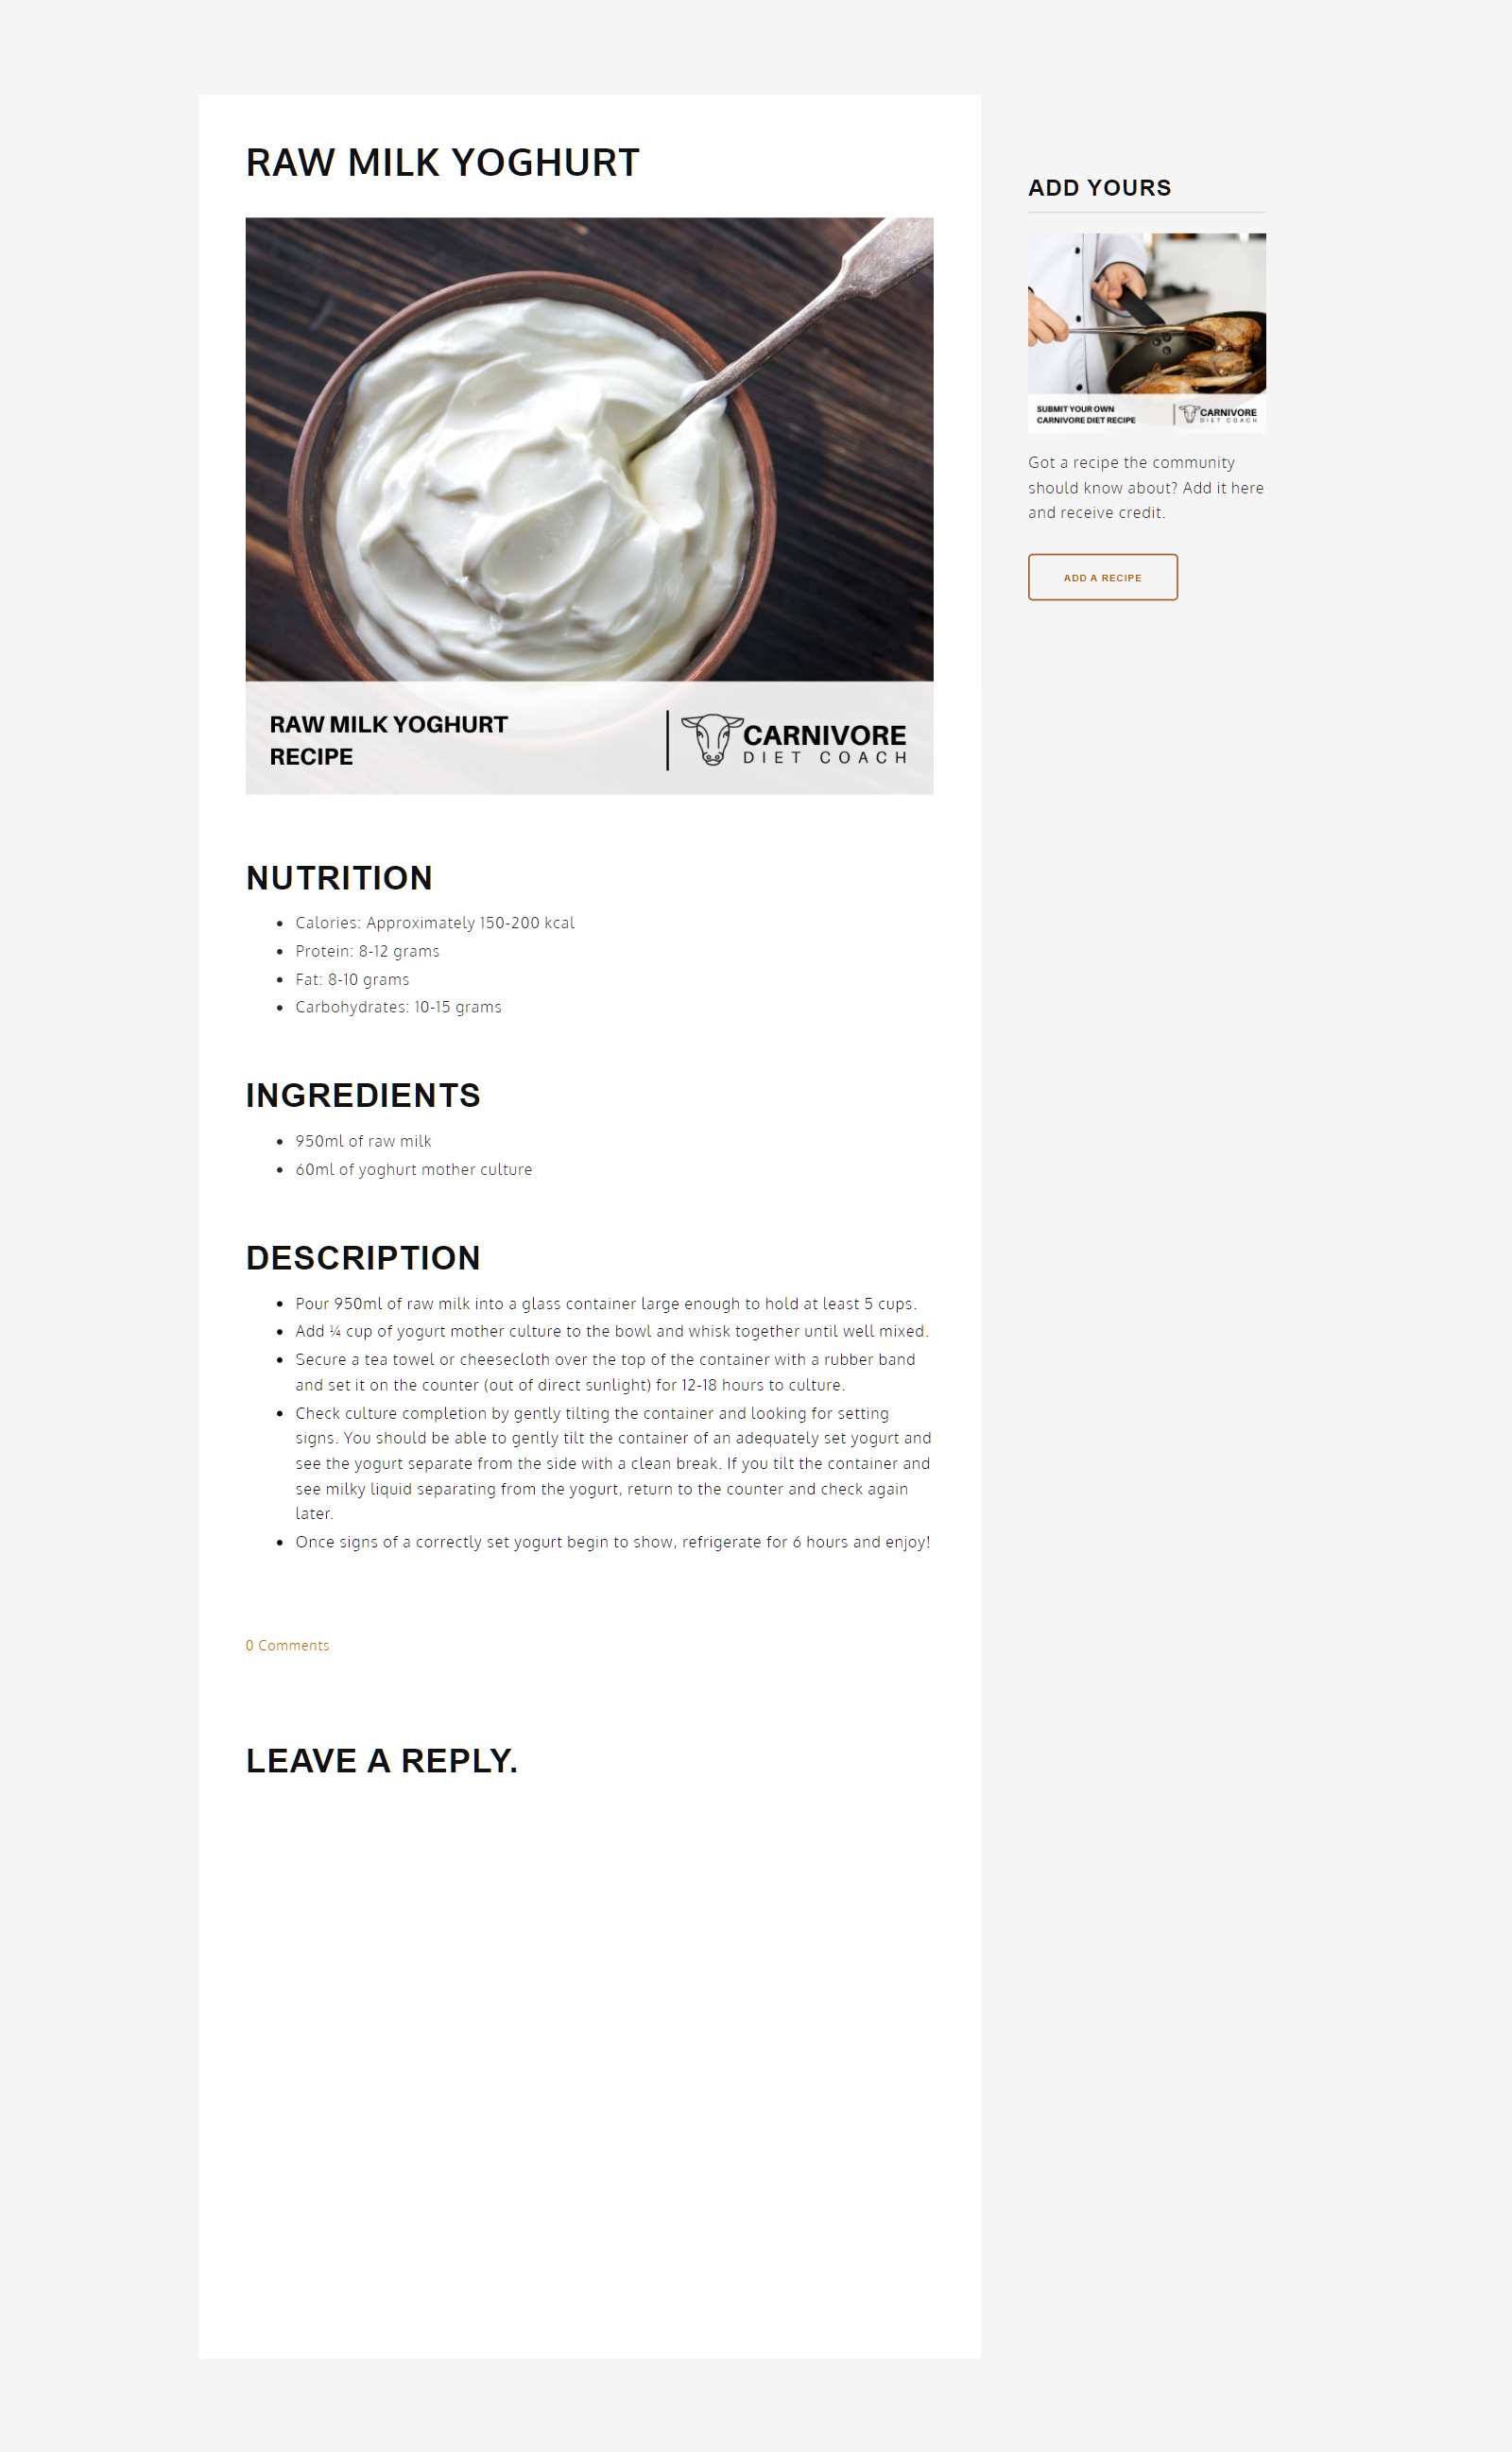 RAW MILK YOGHURT
RAW MILK YOGHURT
RECIPE
CARNIVORE
DIET COACH
NUTRITION
Calories: Approximately 150-200 kcal
Protein: 8-12 grams
Fat: 8-10 grams
Carbohydrates: 10-15 grams
INGREDIENTS
950ml of raw milk
60ml of yoghurt mother culture
DESCRIPTION
Pour 950ml of raw milk into a glass container large enough to hold at least 5 cups.
Add ¼ cup of yogurt mother culture to the bowl and whisk together until well mixed.
Secure a tea towel or cheesecloth over the top of the container with a rubber band
and set it on the counter (out of direct sunlight) for 12-18 hours to culture.
Check culture completion by gently tilting the container and looking for setting
signs. You should be able to gently tilt the container of an adequately set yogurt and
see the yogurt separate from the side with a clean break. If you tilt the container and
see milky liquid separating from the yogurt, return to the counter and check again
later.
Once signs of a correctly set yogurt begin to show, refrigerate for 6 hours and enjoy!
0 Comments
LEAVE A REPLY.
ADD YOURS
SUBMIT YOUR OWN
CARNIVORE DIET RECIPE
CARNIVORE
DIET COACH
Got a recipe the community
should know about? Add it here
and receive credit.
ADD A RECIPE